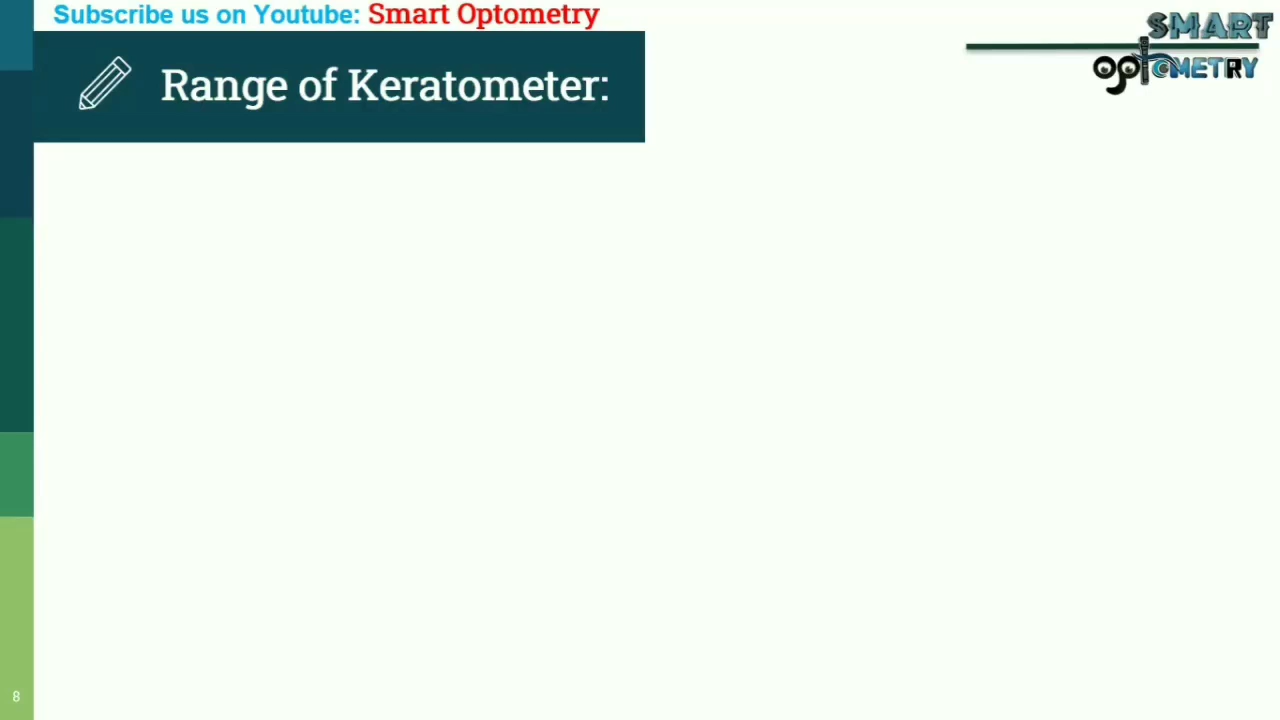 Subscribe us on Youtube: Smart Optometry
SMART
OptOMETRY
Range of Keratometer:
8